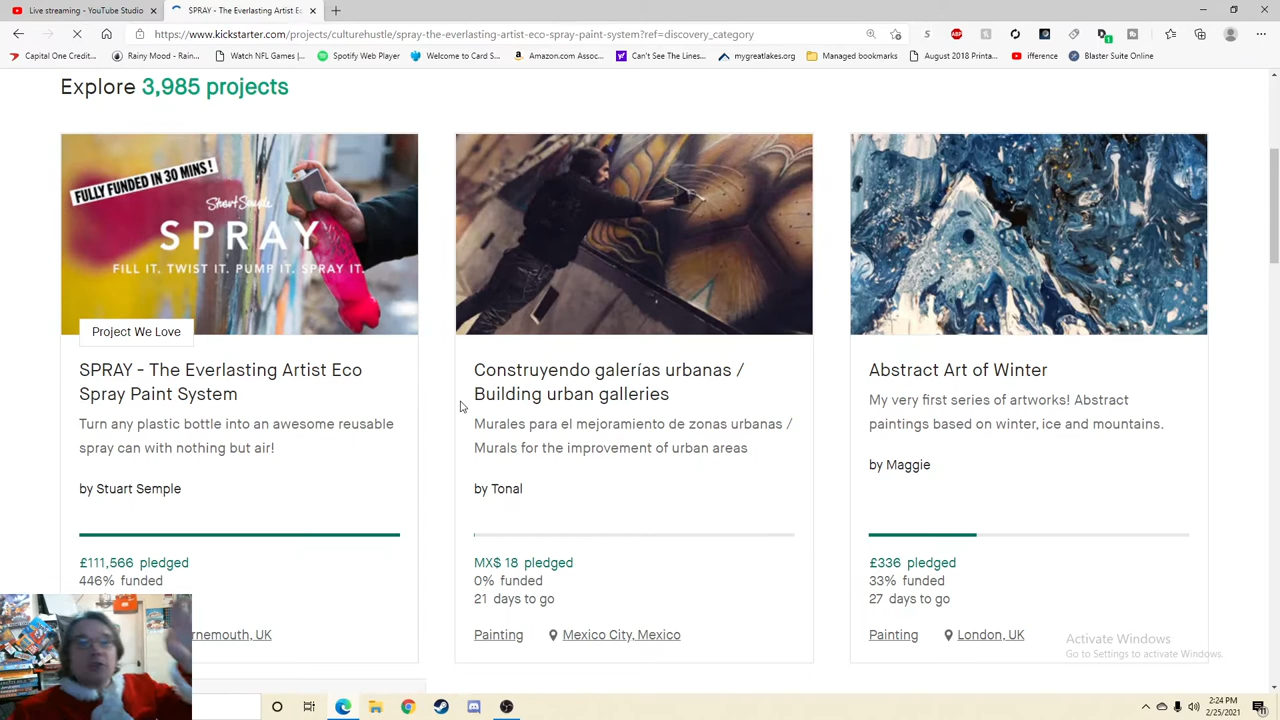 Live streaming - YouTube Studio
SPRAY - The Everlasting Artist Ec
https://www.kickstarter.com/projects/culturehustle/spray-the-everlasting-artist-eco-spray-paint-system?ref=discovery_category
Capital One Credit... Rainy Mood - Rain... Watch NFL Games |... Spotify Web Player Welcome to Card S... Amazon.com Assoc... Can't See The Lines... mygreatlakes.org Managed bookmarks August 2018 Printa... ifference Blaster Suite Online
Explore 3,985 projects
FULLY FUNDED IN 30 MINS!
Stuart Semple
SPRAY
FILL IT. TWIST IT. PUMP IT. SPRAY IT.
Project We Love
SPRAY - The Everlasting Artist Eco
Spray Paint System
Turn any plastic bottle into an awesome reusable
spray can with nothing but air!
by Stuart Semple
£111,566 pledged
446% funded
rnemouth, UK
Construyendo galerías urbanas /
Building urban galleries
Murales para el mejoramiento de zonas urbanas /
Murals for the improvement of urban areas
by Tonal
MX$ 18 pledged
0% funded
21 days to go
Painting Mexico City, Mexico
Abstract Art of Winter
My very first series of artworks! Abstract
paintings based on winter, ice and mountains.
by Maggie
£336 pledged
33% funded
27 days to go
Painting London, UK
Activate Windows
Go to Settings to activate Windows.
2:24 PM
2/25/2021